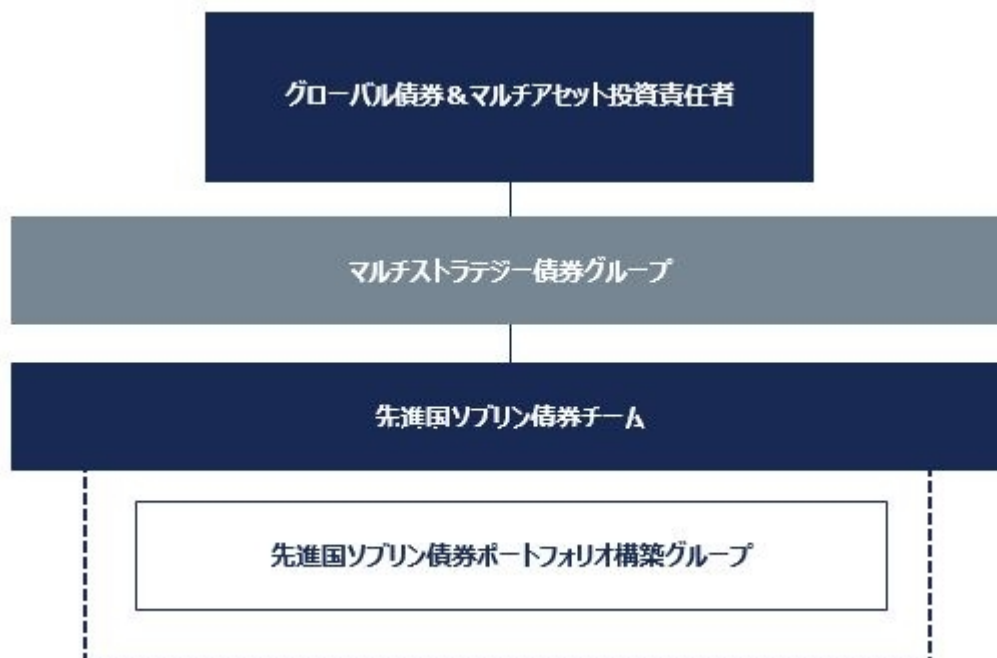 グローバル債券&マルチアセット投資責任者
マルチストラテジー債券グループ
先進国ソブリン債券チーム
先進国ソブリン債券ポートフォリオ構築グループ